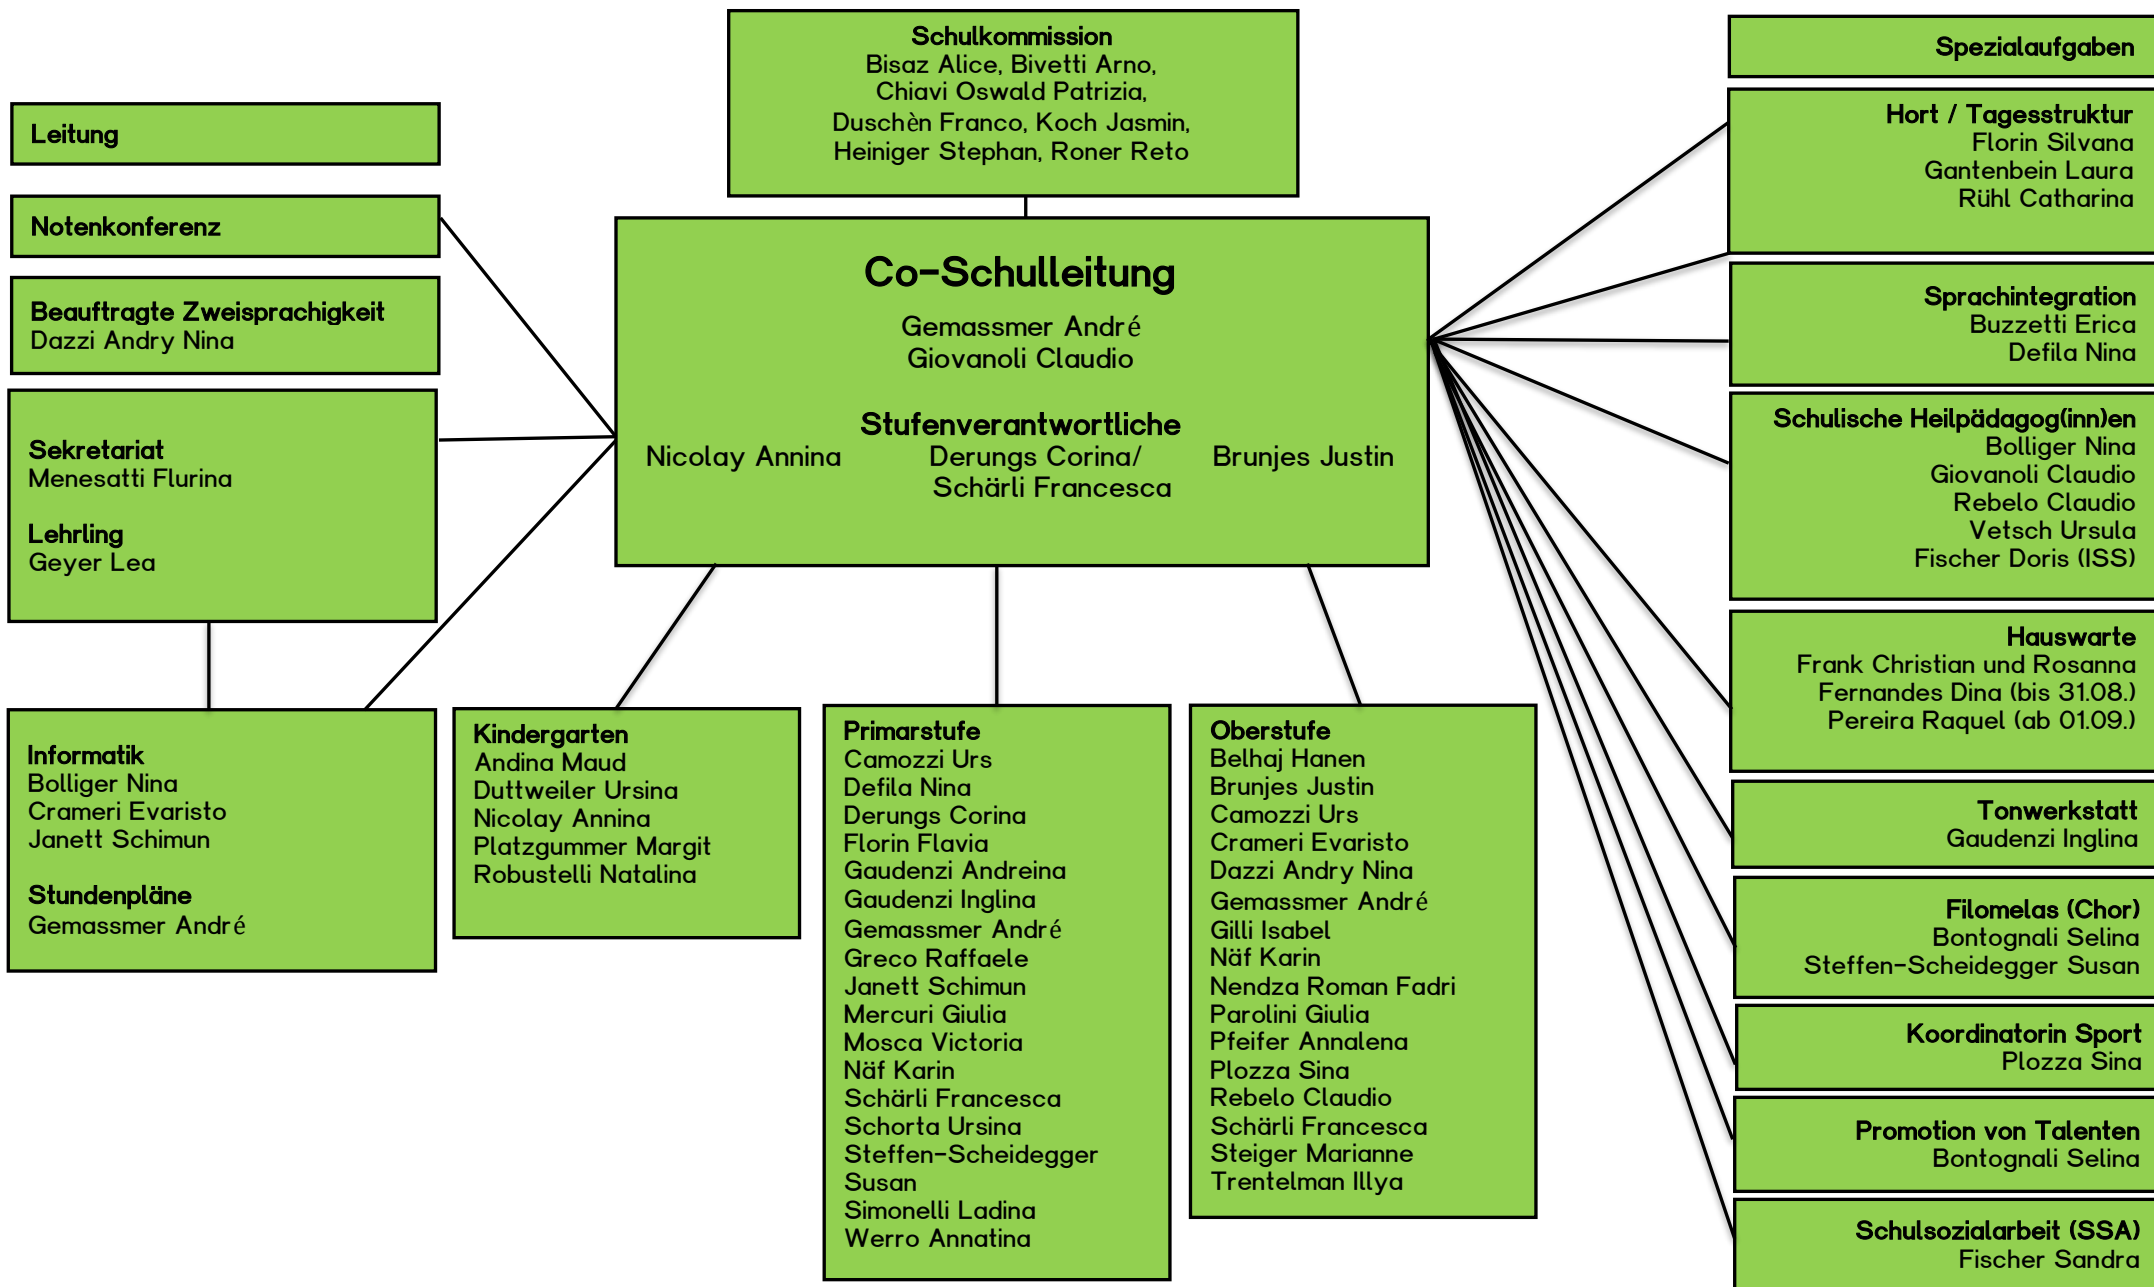 Schulkommission
Bisaz Alice, Bivetti Arno,
Chiavi Oswald Patrizia,
Duschèn Franco, Koch Jasmin,
Heiniger Stephan, Roner Reto
Leitung
Notenkonferenz
Beauftragte Zweisprachigkeit
Dazzi Andry Nina
Sekretariat
Menesatti Flurina
Lehrling
Geyer Lea
Informatik
Bolliger Nina
Crameri Evaristo
Janett Schimun
Stundenpläne
Gemassmer André
Co-Schulleitung
Gemassmer André
Giovanoli Claudio
Stufenverantwortliche
Nicolay Annina Derungs Corina/ Brunjes Justin
Schärli Francesca
Kindergarten
Andina Maud
Duttweiler Ursina
Nicolay Annina
Platzgummer Margit
Robustelli Natalina
Primarstufe
Camozzi Urs
Defila Nina
Derungs Corina
Florin Flavia
Gaudenzi Andreina
Gaudenzi Inglina
Gemassmer André
Greco Raffaele
Janett Schimun
Mercuri Giulia
Mosca Victoria
Näf Karin
Schärli Francesca
Schorta Ursina
Steffen-Scheidegger
Susan
Simonelli Ladina
Werro Annatina
Oberstufe
Belhaj Hanen
Brunjes Justin
Camozzi Urs
Crameri Evaristo
Dazzi Andry Nina
Gemassmer André
Gilli Isabel
Näf Karin
Nendza Roman Fadri
Parolini Giulia
Pfeifer Annalena
Plozza Sina
Rebelo Claudio
Schärli Francesca
Steiger Marianne
Trentelman Illya
Spezialaufgaben
Hort / Tagesstruktur
Florin Silvana
Gantenbein Laura
Rühl Catharina
Sprachintegration
Buzzetti Erica
Defila Nina
Schulische Heilpädagog(inn)en
Bolliger Nina
Giovanoli Claudio
Rebelo Claudio
Vetsch Ursula
Fischer Doris (ISS)
Hauswarte
Frank Christian und Rosanna
Fernandes Dina (bis 31.08.)
Pereira Raquel (ab 01.09.)
Tonwerkstatt
Gaudenzi Inglina
Filomelas (Chor)
Bontognali Selina
Steffen-Scheidegger Susan
Koordinatorin Sport
Plozza Sina
Promotion von Talenten
Bontognali Selina
Schulsozialarbeit (SSA)
Fischer Sandra